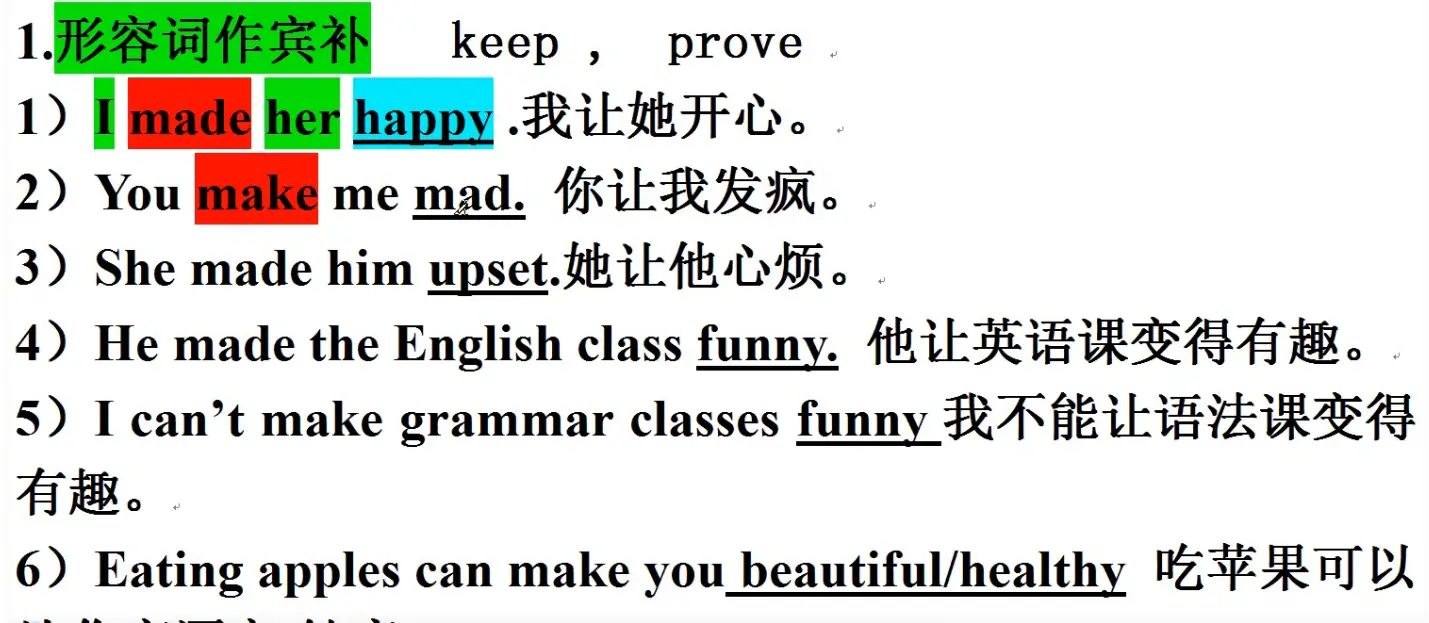 1.形容词作宾补 keep , prove
1）I made her happy .我让她开心。
2）You make me mad. 你让我发疯。
3）She made him upset.她让他心烦。
4）He made the English class funny. 他让英语课变得有趣。
5）I can’t make grammar classes funny 我不能让语法课变得
有趣。
6）Eating apples can make you beautiful/healthy 吃苹果可以